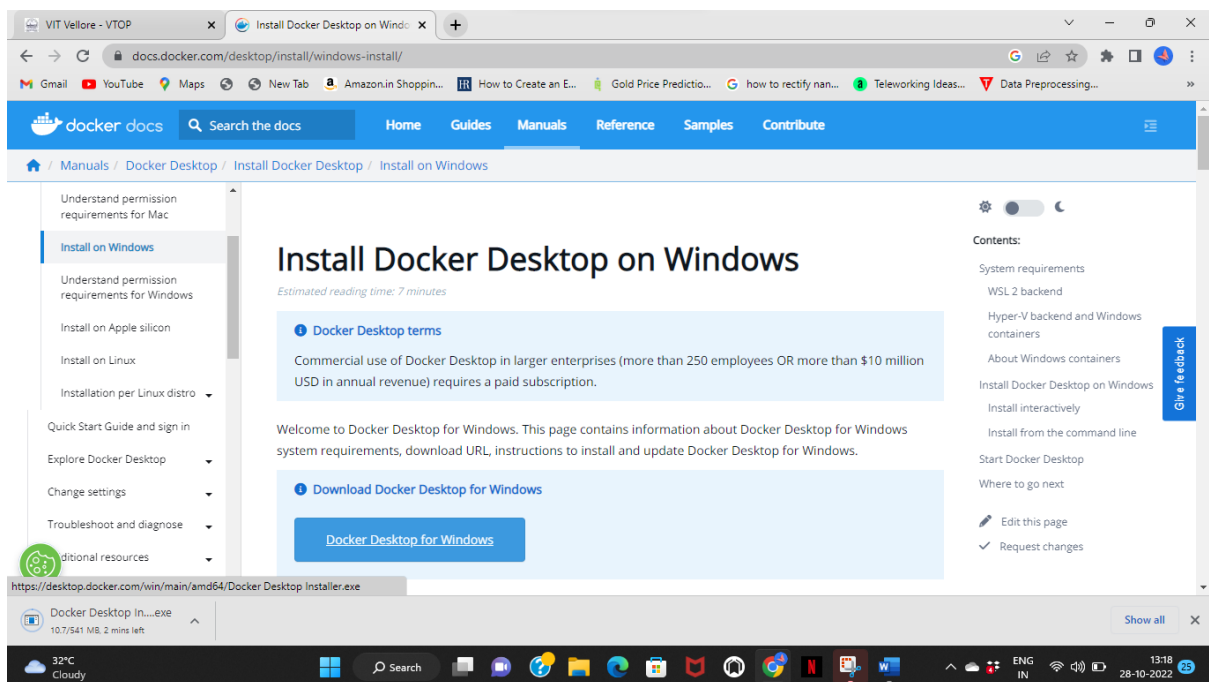 VIT Vellore - VTOP
Install Docker Desktop on Windo
docs.docker.com/desktop/install/windows-install/
Gmail YouTube Maps New Tab Amazon.in Shoppin... How to Create an E... Gold Price Predictio... how to rectify nan... Teleworking Ideas... Data Preprocessing... »
docker docs Search the docs Home Guides Manuals Reference Samples Contribute
/ Manuals / Docker Desktop / Install Docker Desktop / Install on Windows
Understand permission
requirements for Mac
Install on Windows
Understand permission
requirements for Windows
Install on Apple silicon
Install on Linux
Installation per Linux distro
Quick Start Guide and sign in
Explore Docker Desktop
Change settings
Troubleshoot and diagnose
ditional resources
Install Docker Desktop on Windows
Estimated reading time: 7 minutes
Docker Desktop terms
Commercial use of Docker Desktop in larger enterprises (more than 250 employees OR more than $10 million
USD in annual revenue) requires a paid subscription.
Welcome to Docker Desktop for Windows. This page contains information about Docker Desktop for Windows
system requirements, download URL, instructions to install and update Docker Desktop for Windows.
Download Docker Desktop for Windows
Docker Desktop for Windows
Contents:
System requirements
WSL 2 backend
Hyper-V backend and Windows
containers
About Windows containers
Install Docker Desktop on Windows
Install interactively
Install from the command line
Start Docker Desktop
Where to go next
Edit this page
Request changes
Give feedback
https://desktop.docker.com/win/main/amd64/Docker Desktop Installer.exe
Docker Desktop In....exe
10.7/541 MB, 2 mins left
Show all
32°C
Cloudy
Search
ENG
IN
13:18
28-10-2022
25